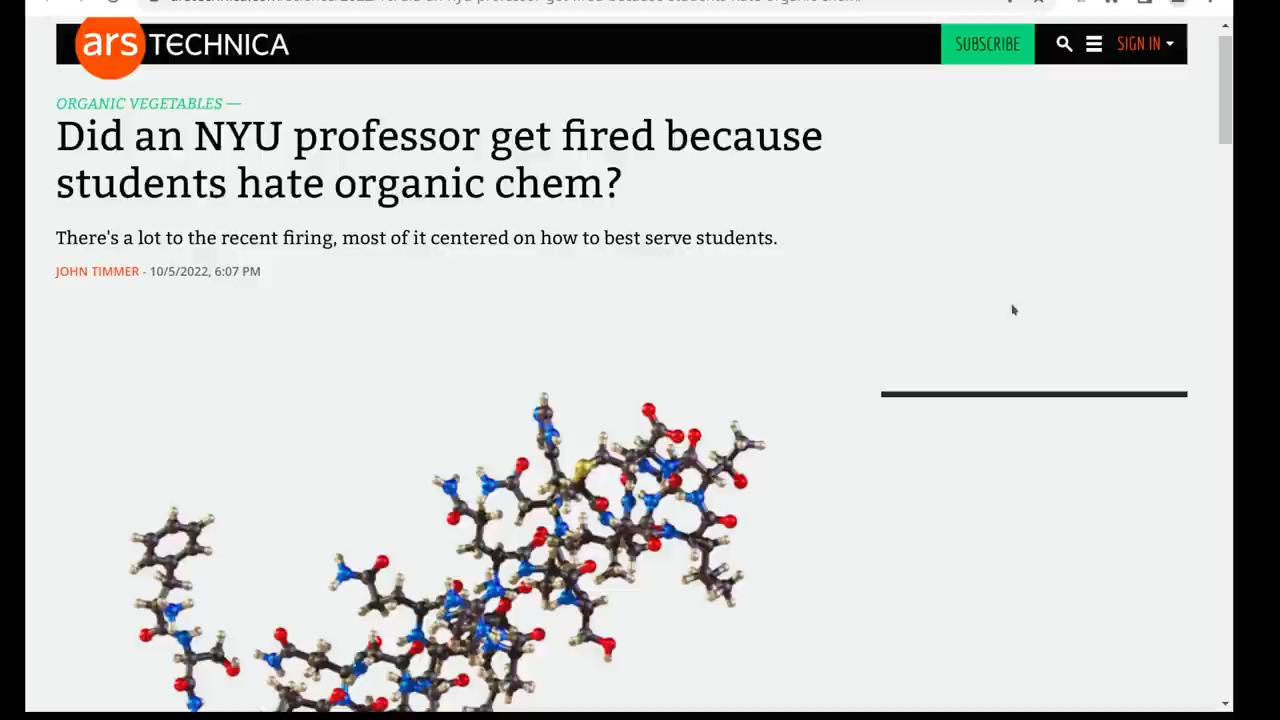 ars TECHNICA
SUBSCRIBE
SIGN IN
ORGANIC VEGETABLES —
Did an NYU professor get fired because
students hate organic chem?
There's a lot to the recent firing, most of it centered on how to best serve students.
JOHN TIMMER - 10/5/2022, 6:07 PM